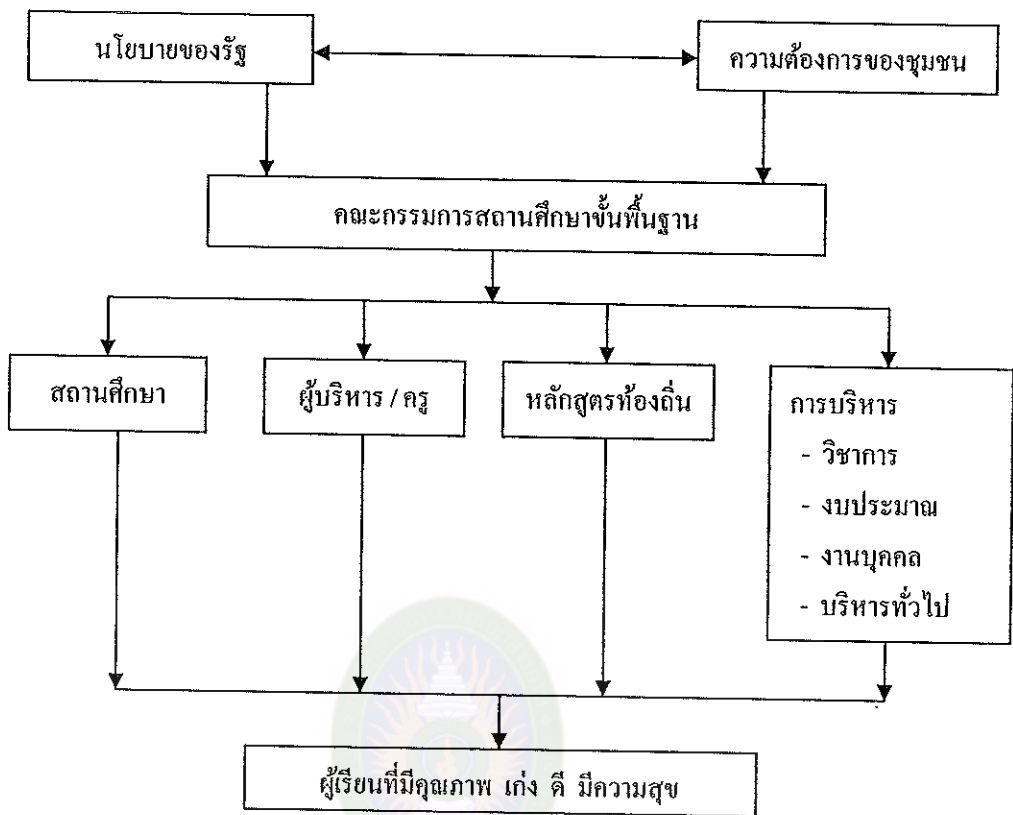 นโยบายของรัฐ
ความต้องการของชุมชน
คณะกรรมการสถานศึกษาขั้นพื้นฐาน
สถานศึกษา
ผู้บริหาร / ครู
หลักสูตรท้องถิ่น
การบริหาร
- วิชาการ
- งบประมาณ
- งานบุคคล
- บริหารทั่วไป
ผู้เรียนที่มีคุณภาพ เก่ง ดี มีความสุข